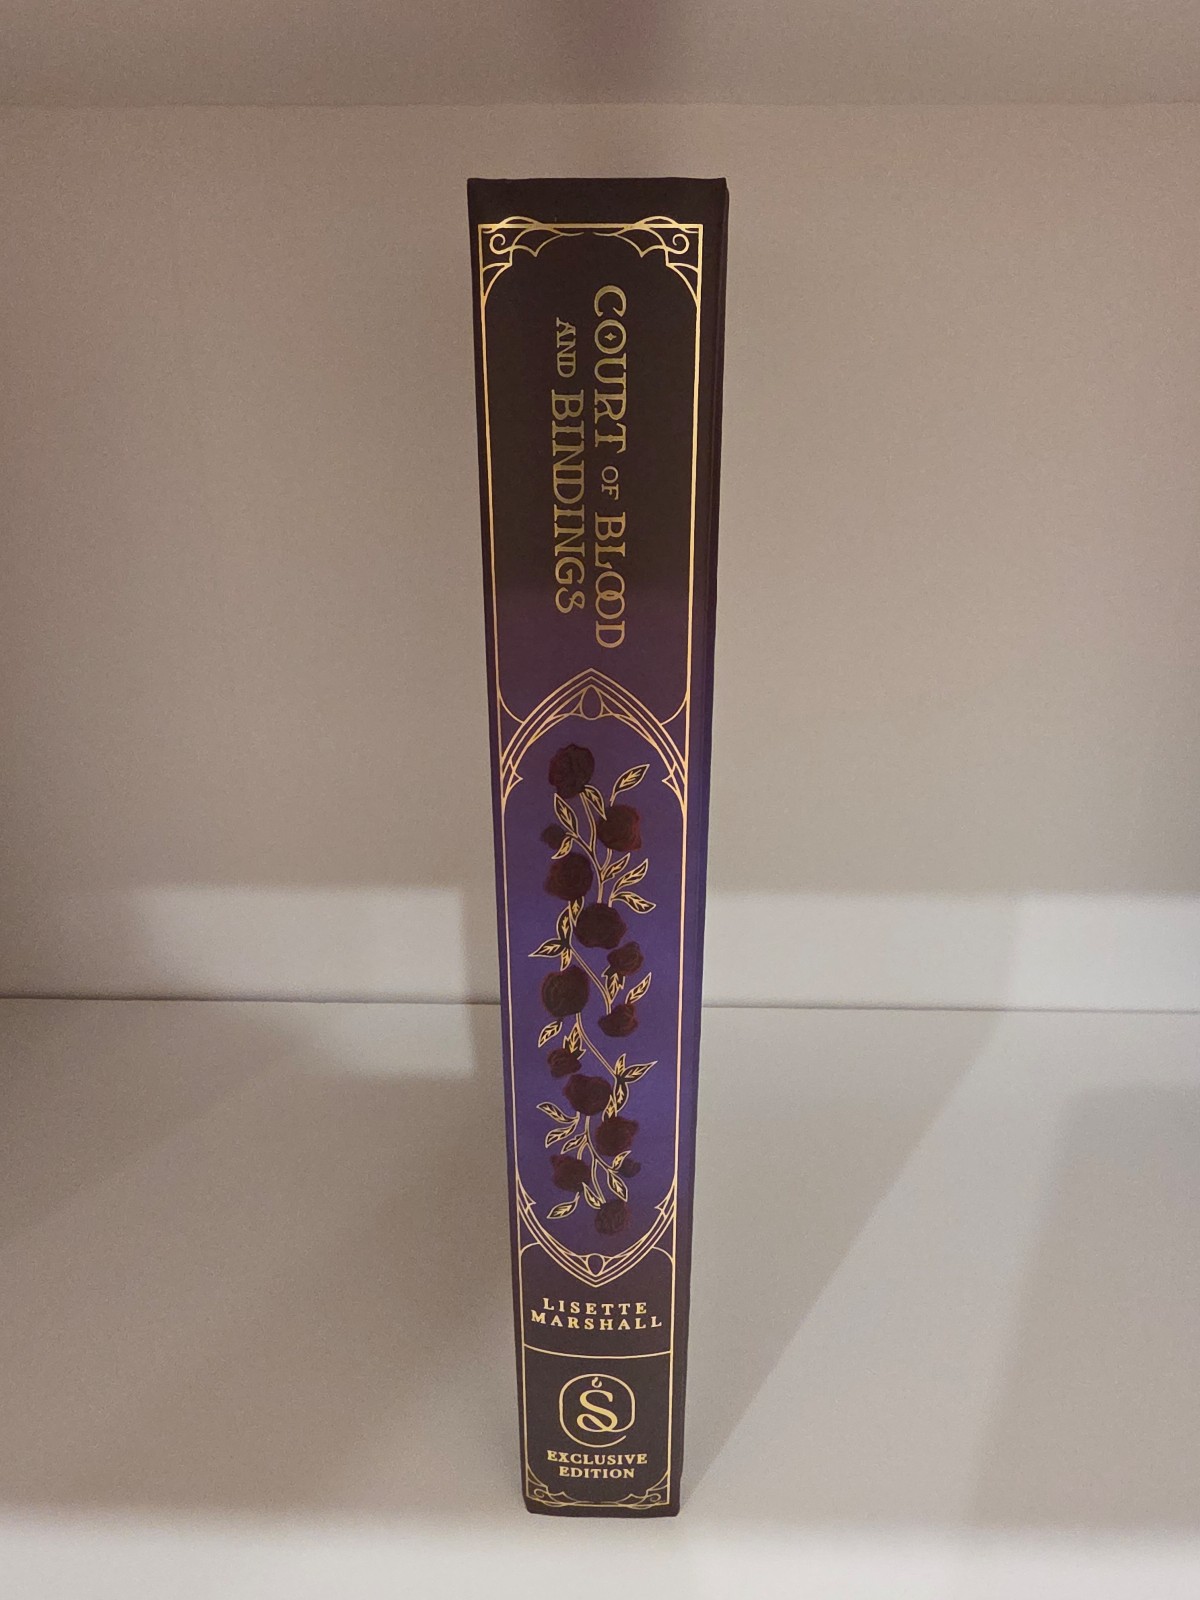 COURT OF BLOOD
AND BINDINGS
LISETTE
MARSHALL
S
EXCLUSIVE
EDITION